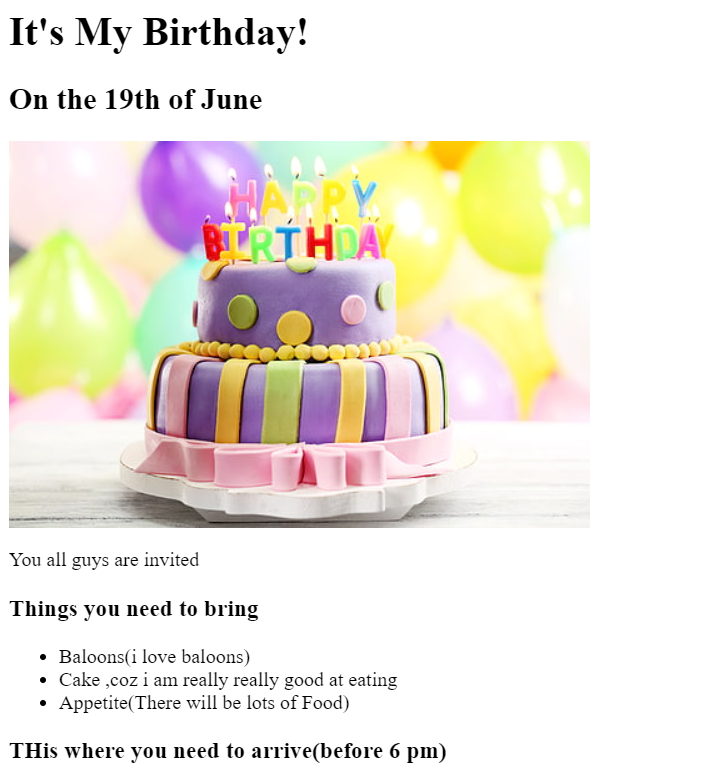 It's My Birthday!
On the 19th of June
HAPPY
BIRTHDAY
You all guys are invited
Things you need to bring
Baloons(i love baloons)
Cake ,coz i am really really good at eating
Appetite(There will be lots of Food)
THis where you need to arrive(before 6 pm)